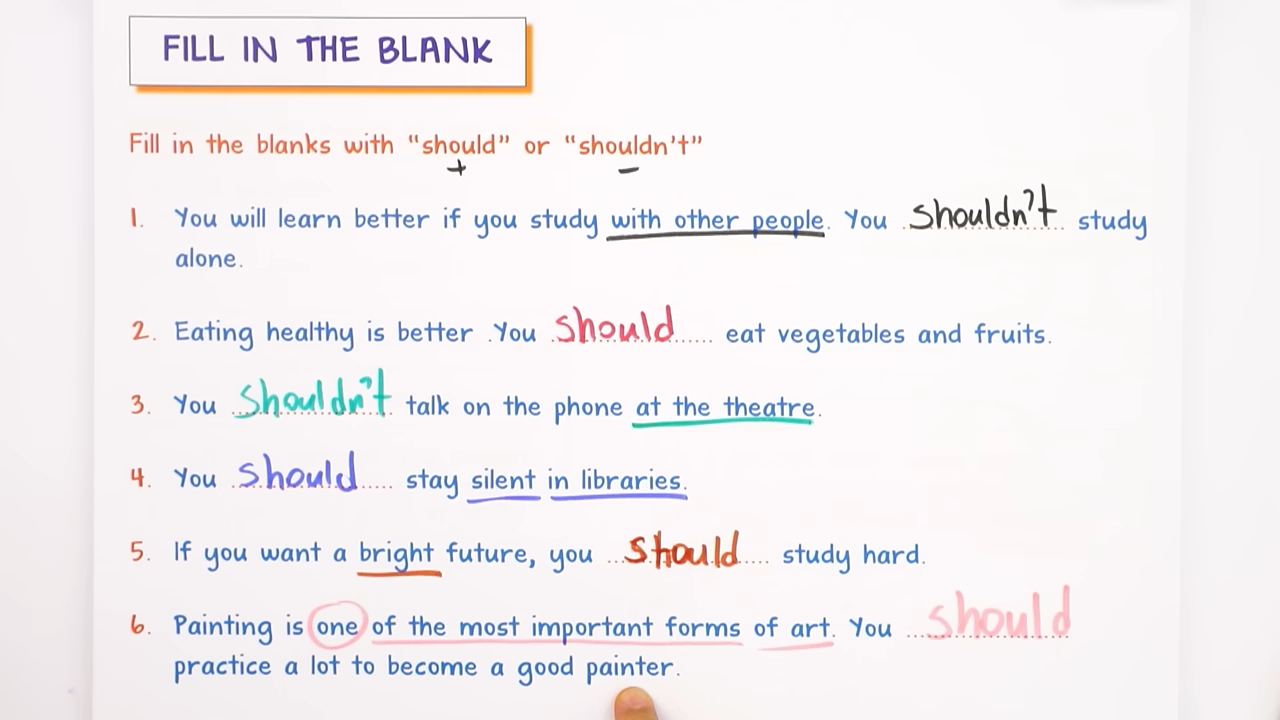 FILL IN THE BLANK
Fill in the blanks with "should" or "shouldn't"
+ –
1. You will learn better if you study with other people. You shouldn't study
alone.
2. Eating healthy is better .You should eat vegetables and fruits.
3. You shouldn't talk on the phone at the theatre.
4. You should stay silent in libraries.
5. If you want a bright future, you should study hard.
6. Painting is one of the most important forms of art. You should
practice a lot to become a good painter.